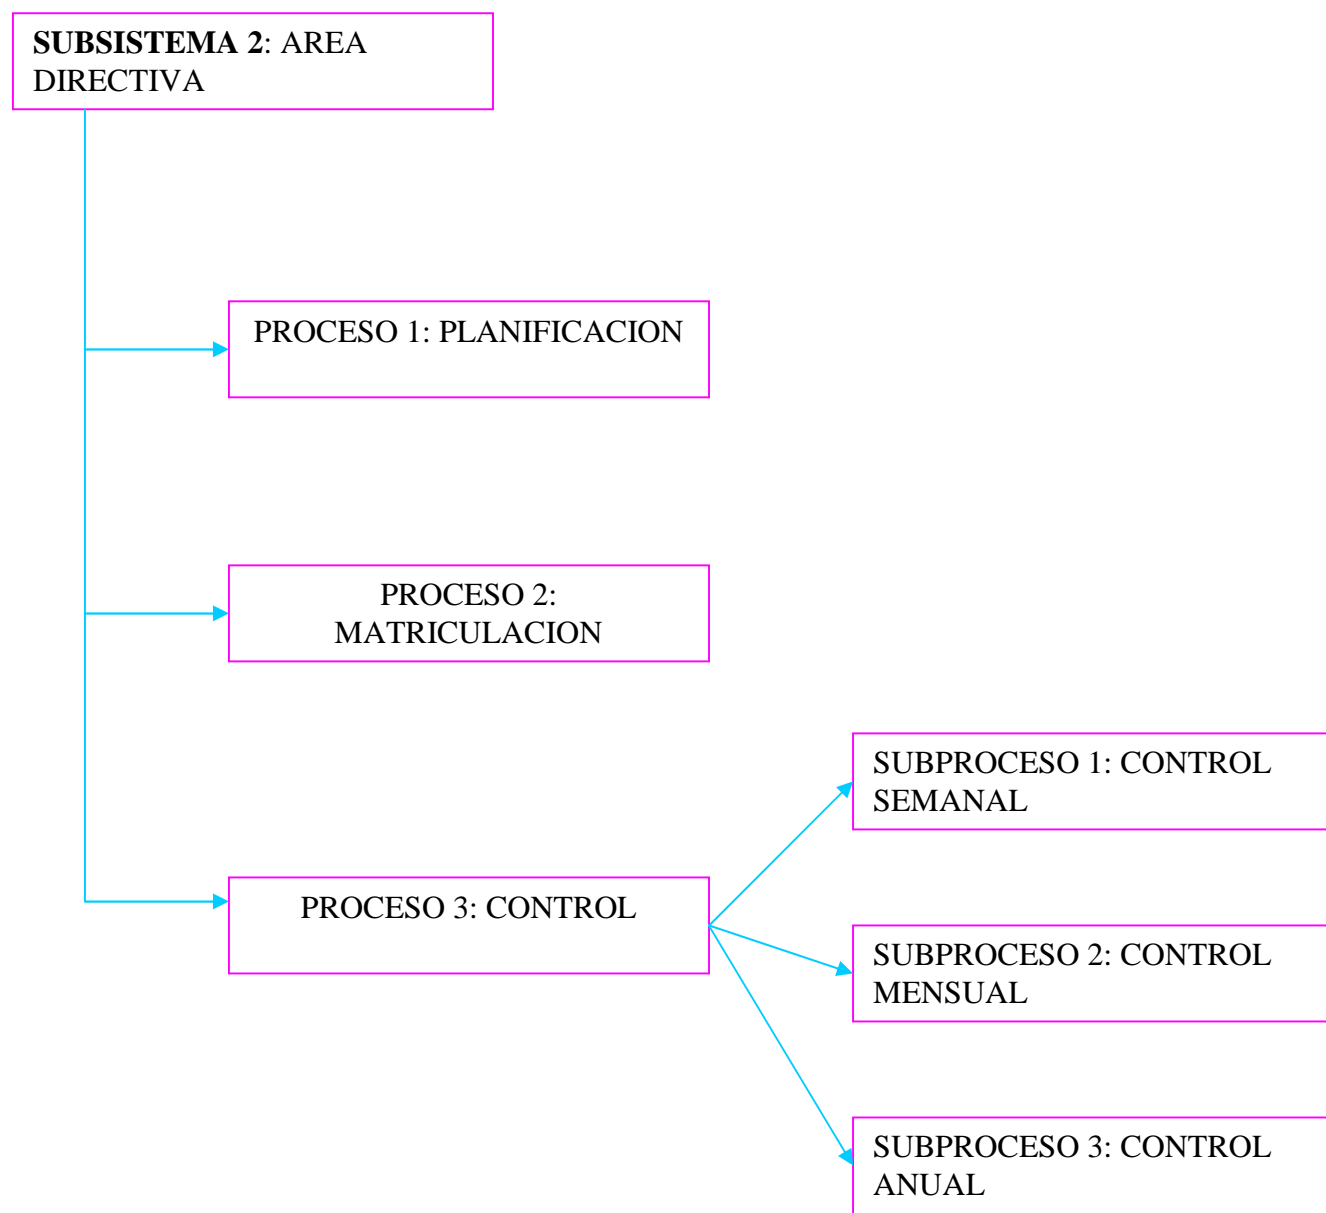 SUBSISTEMA 2: AREA
DIRECTIVA
PROCESO 1: PLANIFICACION
PROCESO 2:
MATRICULACION
PROCESO 3: CONTROL
SUBPROCESO 1: CONTROL
SEMANAL
SUBPROCESO 2: CONTROL
MENSUAL
SUBPROCESO 3: CONTROL
ANUAL